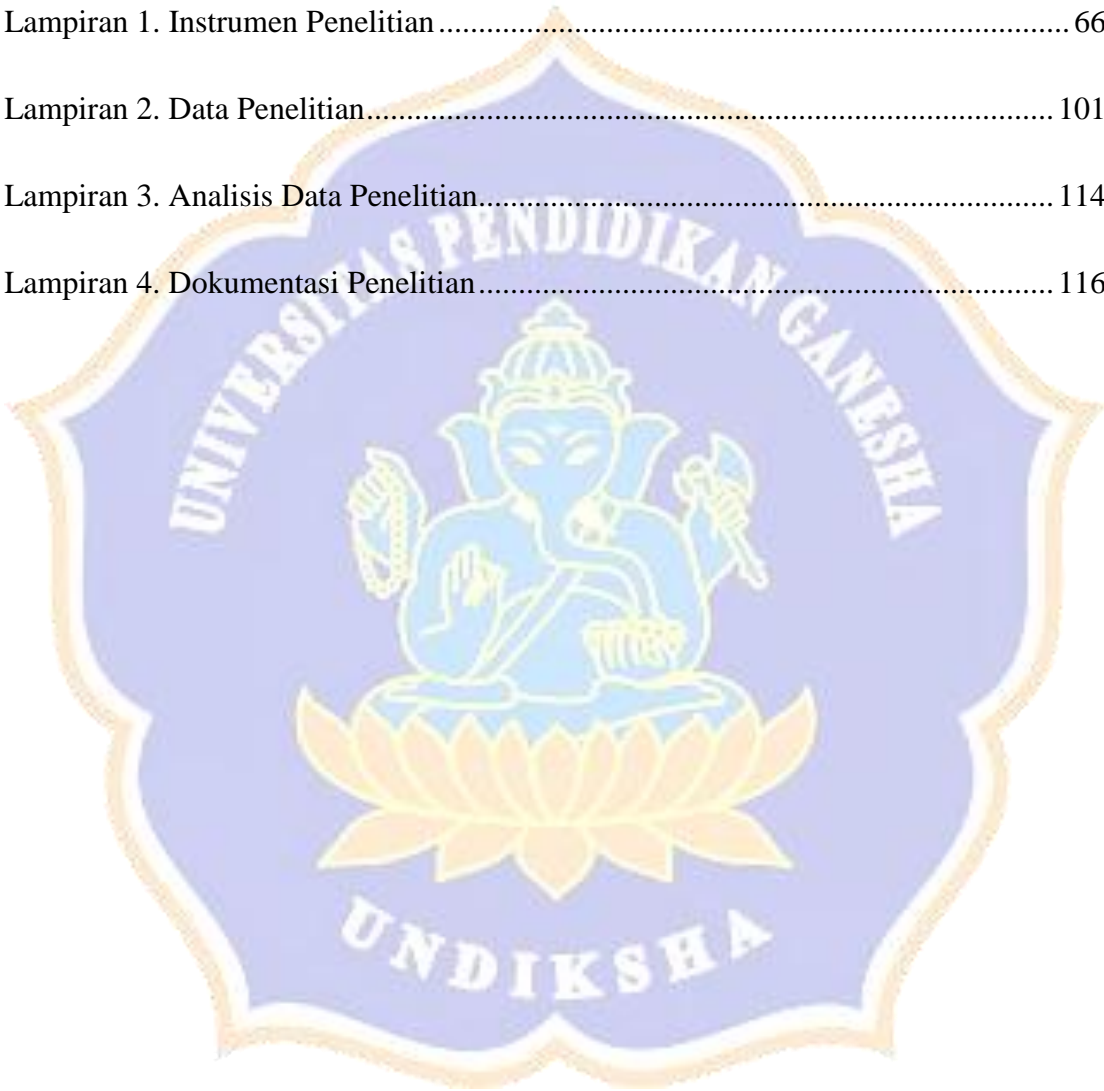 Lampiran 1. Instrumen Penelitian ........................................................................... 66
Lampiran 2. Data Penelitian.................................................................................. 101
Lampiran 3. Analisis Data Penelitian..................................................................... 114
Lampiran 4. Dokumentasi Penelitian..................................................................... 116
UNIVERSITAS PENDIDIKAN GANESHA
UNDIKSHA